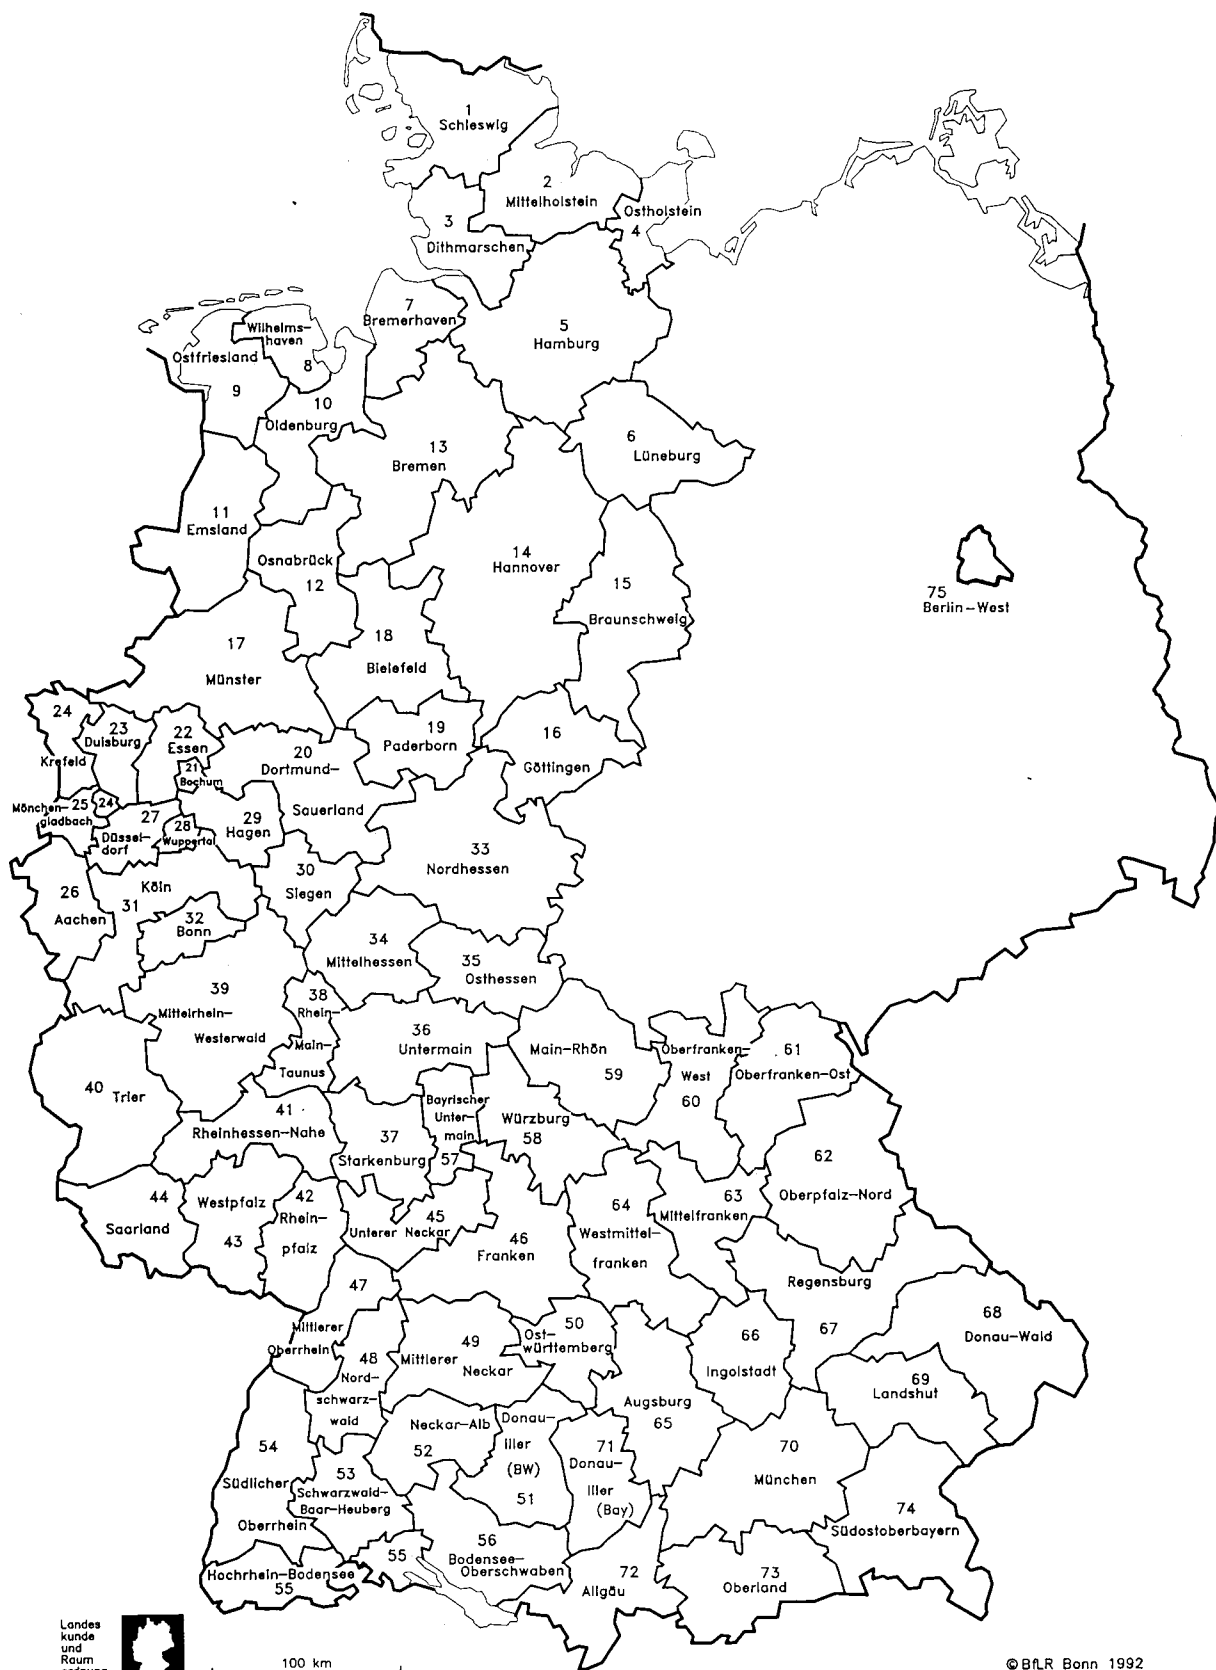 1
Schleswig
2
Mittelholstein
3
Dithmarschen
Ostholstein
4
5
Hamburg
7
Bremerhaven
Wilhelms-
haven
8
Ostfriesland
9
10
Oldenburg
6
Lüneburg
13
Bremen
11
Emsland
Osnabrück
12
14
Hannover
15
Braunschweig
75
Berlin-West
17
Münster
18
Bielefeld
24
Krefeld
23
Duisburg
22
Essen
21
Bochum
20
Dortmund-
Sauerland
19
Paderborn
16
Göttingen
Mönchen-
gladbach
25
24
27
Düssel-
dorf
28
Wuppertal
29
Hagen
30
Siegen
33
Nordhessen
26
Aachen
Köln
31
32
Bonn
34
Mittelhessen
35
Osthessen
39
Mittelrhein-
Westerwald
38
Rhein-
Main-
Taunus
36
Untermain
Main-Rhön
59
Oberfranken-
West
60
61
Oberfranken-Ost
40
Trier
41
Rheinhessen-Nahe
37
Starkenburg
Bayrischer
Unter-
main
57
Würzburg
58
62
Oberpfalz-Nord
44
Saarland
Westpfalz
43
42
Rhein-
pfalz
45
Unterer Neckar
46
Franken
64
Westmittel-
franken
63
Mittelfranken
Regensburg
67
47
Mittlerer
Oberrhein
48
Nord-
schwarz-
wald
49
Mittlerer Neckar
50
Ost-
württemberg
66
Ingolstadt
68
Donau-Wald
69
Landshut
Augsburg
65
54
Südlicher
Oberrhein
Neckar-Alb
52
Donau-
Iller
(BW)
51
71
Donau-
Iller
(Bay)
70
München
53
Schwarzwald-
Baar-Heuberg
74
Südostoberbayern
56
Bodensee-
Oberschwaben
55
Hochrhein-Bodensee
55
72
Allgäu
73
Oberland
Landes
kunde
und
Raum
100 km
© BfLR Bonn 1992